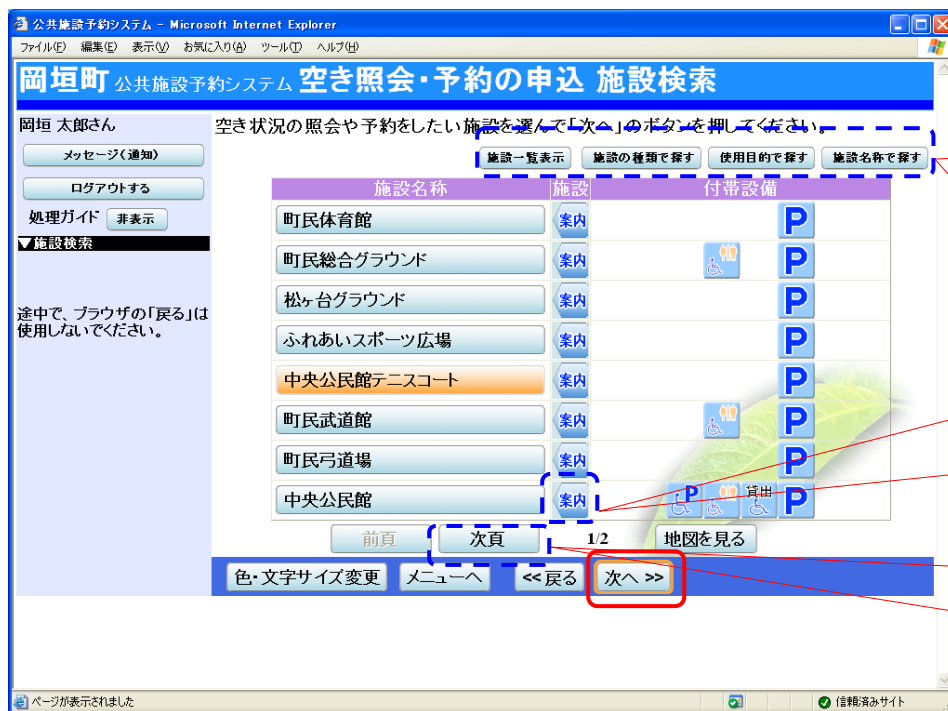 公共施設予約システム - Microsoft Internet Explorer
ファイル(F) 編集(E) 表示(V) お気に入り(A) ツール(T) ヘルプ(H)
岡垣町 公共施設予約システム 空き照会・予約の申込 施設検索
岡垣 太郎さん
メッセージ(通知)
ログアウトする
処理ガイド 非表示
▼施設検索
途中で、ブラウザの「戻る」は
使用しないでください。
空き状況の照会や予約をしたい施設を選んで「次へ」のボタンを押してください。
施設一覧表示 施設の種類で探す 使用目的で探す 施設名称で探す
施設名称 施設 付帯設備
町民体育館 案内 P
町民総合グラウンド 案内 P
松ヶ台グラウンド 案内 P
ふれあいスポーツ広場 案内 P
中央公民館テニスコート 案内 P
町民武道館 案内 P
町民弓道場 案内 P
中央公民館 案内 P 貸出 P
前頁 次頁 1/2 地図を見る
色・文字サイズ変更 メニューへ <<戻る 次へ >>
ページが表示されました 信頼済みサイト